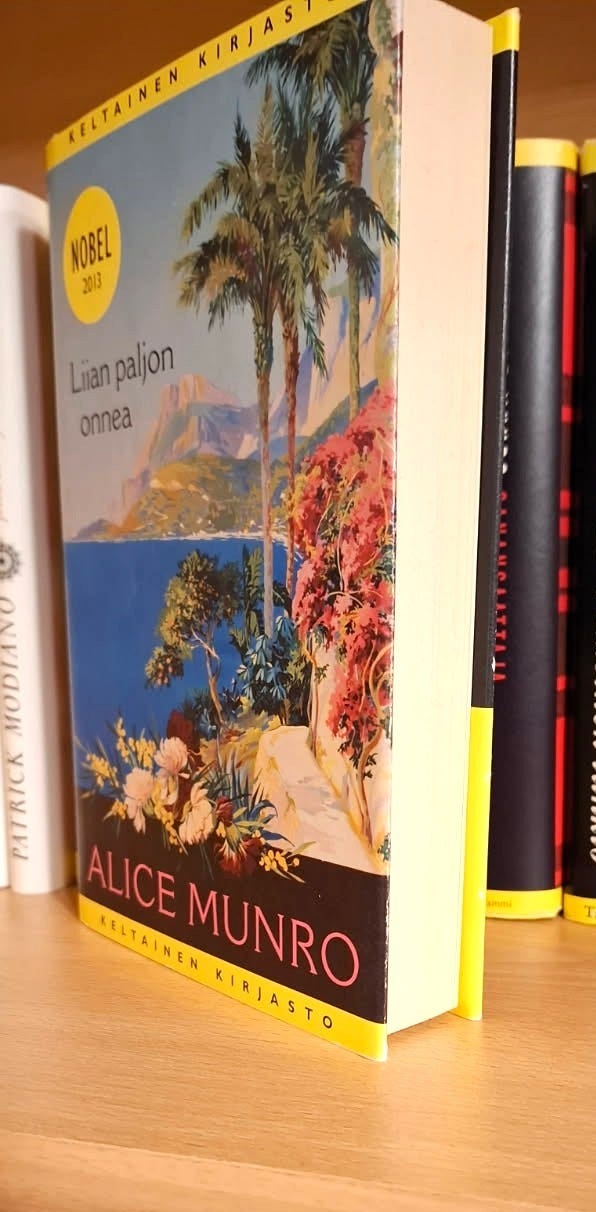 KELTAINEN KIRJASTO
NOBEL
2013
Liian paljon
onnea
ALICE MUNRO
KELTAINEN KIRJASTO
PATRICK MODIANO